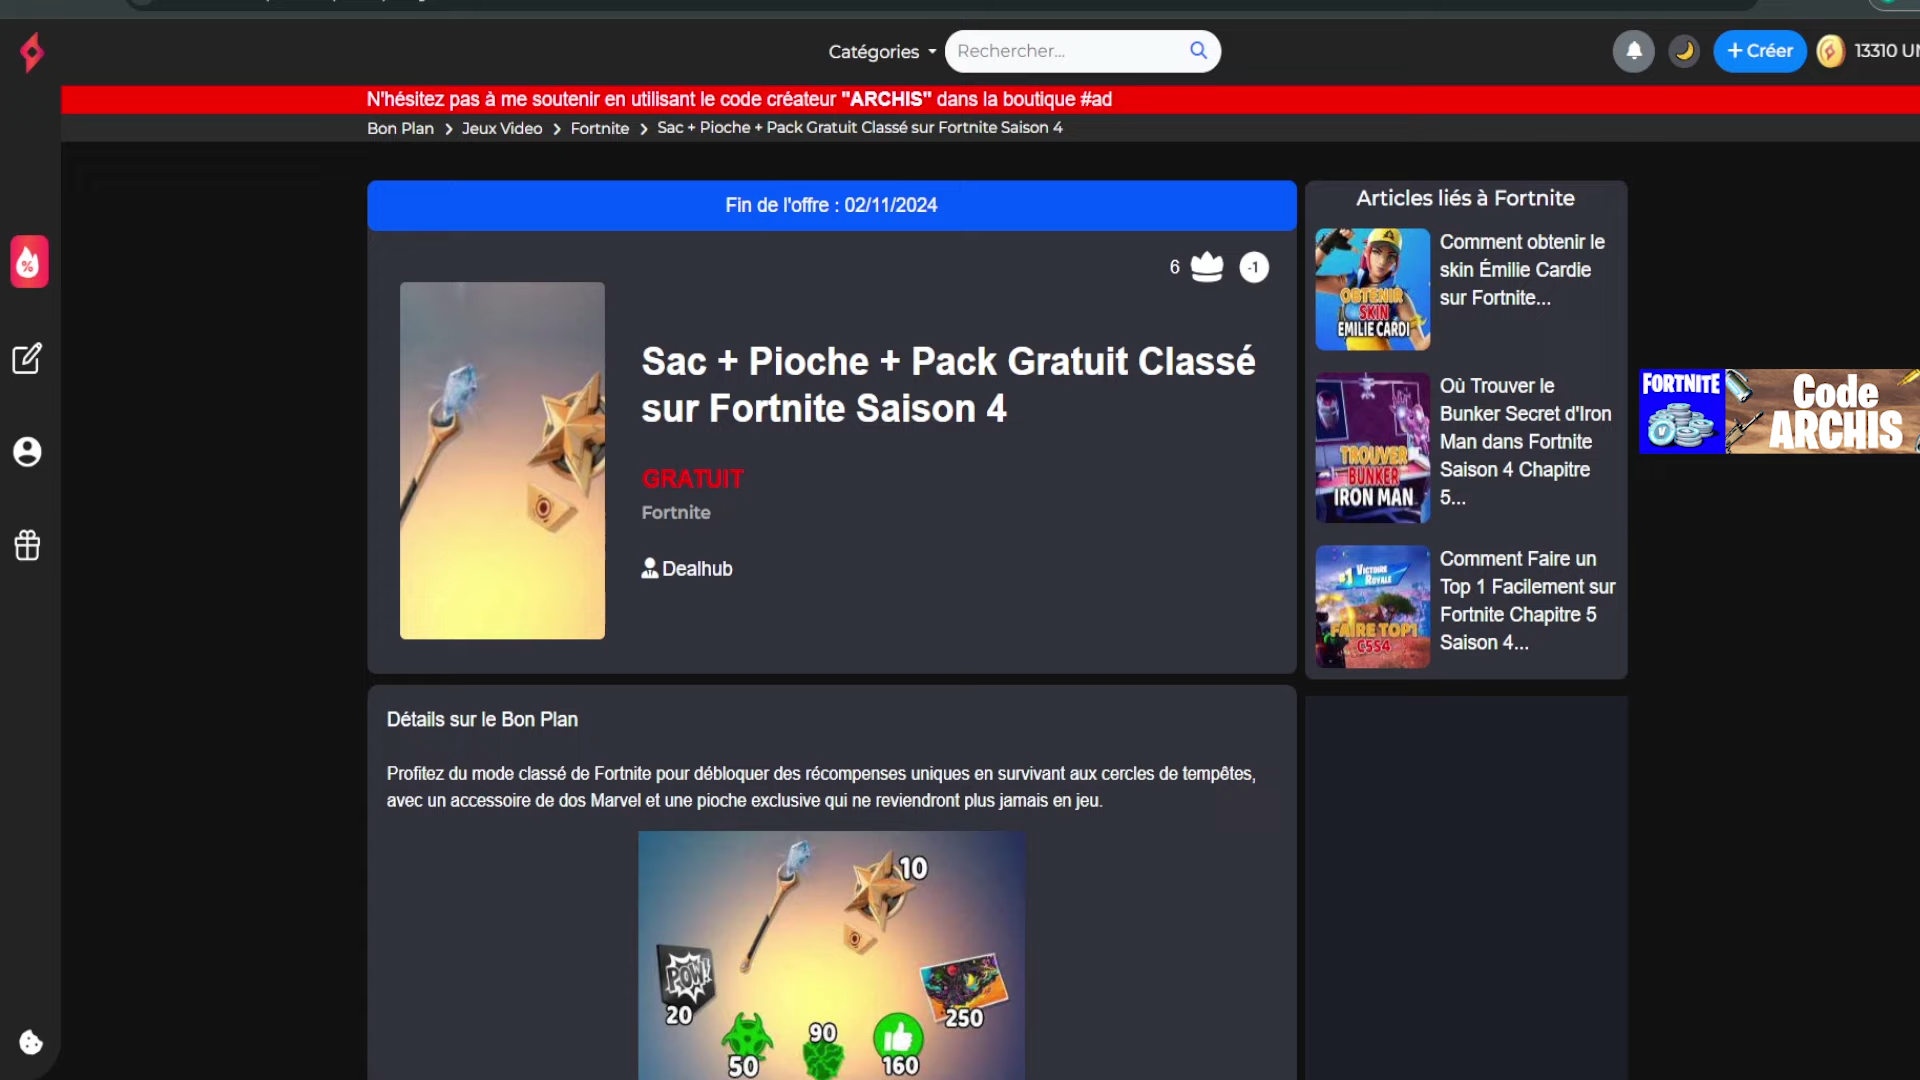 Catégories
Rechercher...
+ Créer
13310 UN
N'hésitez pas à me soutenir en utilisant le code créateur "ARCHIS" dans la boutique #ad
Bon Plan > Jeux Video > Fortnite > Sac + Pioche + Pack Gratuit Classé sur Fortnite Saison 4
Fin de l'offre : 02/11/2024
6
-1
Sac + Pioche + Pack Gratuit Classé
sur Fortnite Saison 4
GRATUIT
Fortnite
Dealhub
Détails sur le Bon Plan
Profitez du mode classé de Fortnite pour débloquer des récompenses uniques en survivant aux cercles de tempêtes,
avec un accessoire de dos Marvel et une pioche exclusive qui ne reviendront plus jamais en jeu.
10
POW!
20
50
90
160
250
Articles liés à Fortnite
OBTENIR
SKIN
EMILIE CARDI
Comment obtenir le
skin Émilie Cardie
sur Fortnite...
TROUVER
BUNKER
IRON MAN
Où Trouver le
Bunker Secret d'Iron
Man dans Fortnite
Saison 4 Chapitre
5...
#1 VICTOIRE
ROYALE
FAIRE TOP1
C5S4
Comment Faire un
Top 1 Facilement sur
Fortnite Chapitre 5
Saison 4...
FORTNITE
Code
ARCHIS